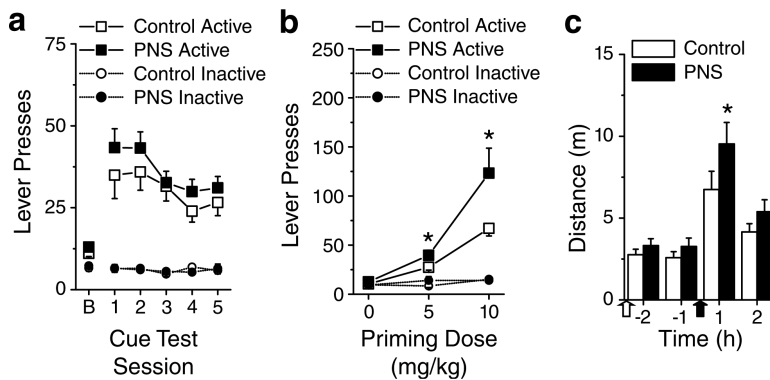 a
Control Active
PNS Active
Control Inactive
PNS Inactive
75
50
25
0
Lever Presses
B 1 2 3 4 5
Cue Test
Session
b
Control Active
PNS Active
Control Inactive
PNS Inactive
250
200
150
100
50
0
Lever Presses
*
*
0 5 10
Priming Dose
(mg/kg)
c
Control
PNS
15
10
5
0
Distance (m)
*
-2 -1 1 2
Time (h)